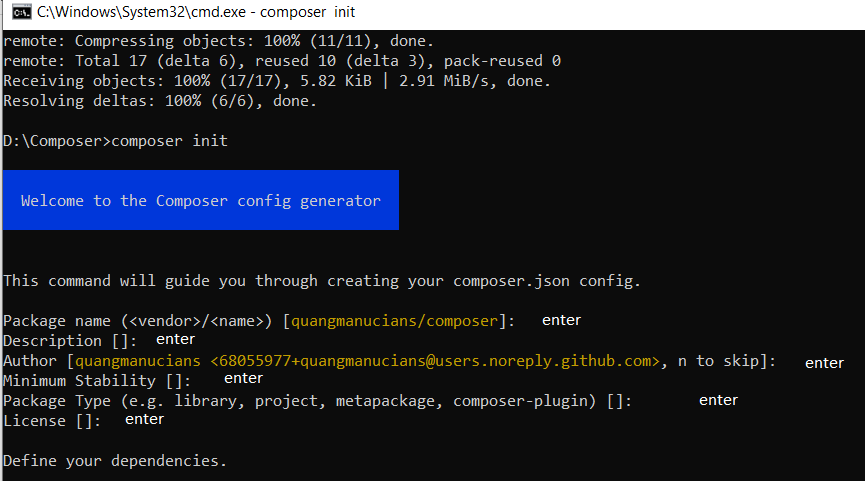 C:\Windows\System32\cmd.exe - composer  init
remote: Compressing objects: 100% (11/11), done.
remote: Total 17 (delta 6), reused 10 (delta 3), pack-reused 0
Receiving objects: 100% (17/17), 5.82 KiB | 2.91 MiB/s, done.
Resolving deltas: 100% (6/6), done.
D:\Composer>composer init
Welcome to the Composer config generator
This command will guide you through creating your composer.json config.
Package name (<vendor>/<name>) [quangmanucians/composer]: enter
Description []: enter
Author [quangmanucians <68055977+quangmanucians@users.noreply.github.com>, n to skip]: enter
Minimum Stability []: enter
Package Type (e.g. library, project, metapackage, composer-plugin) []: enter
License []: enter
Define your dependencies.